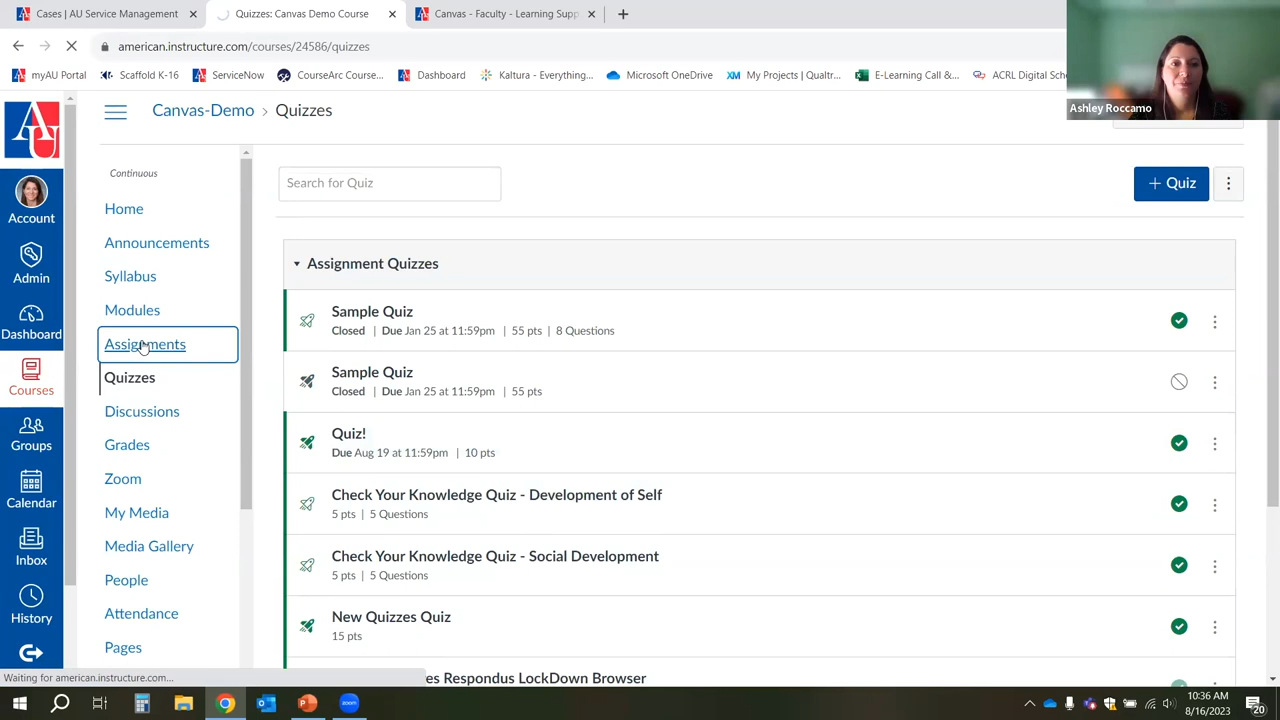 Cases | AU Service Management
Quizzes: Canvas Demo Course
Canvas - Faculty - Learning Supp
american.instructure.com/courses/24586/quizzes
myAU Portal
Scaffold K-16
ServiceNow
CourseArc Course...
Dashboard
Kaltura - Everything...
Microsoft OneDrive
XM My Projects | Qualtr...
E-Learning Call &...
ACRL Digital Sch
Ashley Roccamo
AU
Account
Admin
Dashboard
Courses
Groups
Calendar
Inbox
History
Canvas-Demo > Quizzes
Continuous
Home
Announcements
Syllabus
Modules
Assignments
Quizzes
Discussions
Grades
Zoom
My Media
Media Gallery
People
Attendance
Pages
Search for Quiz
+ Quiz
Assignment Quizzes
Sample Quiz
Closed | Due Jan 25 at 11:59pm | 55 pts | 8 Questions
Sample Quiz
Closed | Due Jan 25 at 11:59pm | 55 pts
Quiz!
Due Aug 19 at 11:59pm | 10 pts
Check Your Knowledge Quiz - Development of Self
5 pts | 5 Questions
Check Your Knowledge Quiz - Social Development
5 pts | 5 Questions
New Quizzes Quiz
15 pts
es Respondus LockDown Browser
Waiting for american.instructure.com...
zoom
10:36 AM
8/16/2023
20